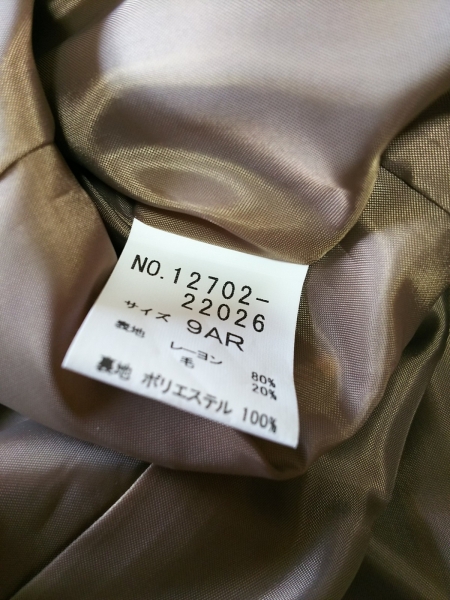 NO.12702-
22026
サイズ 9AR
表地 レーヨン 80%
毛 20%
裏地 ポリエステル 100%